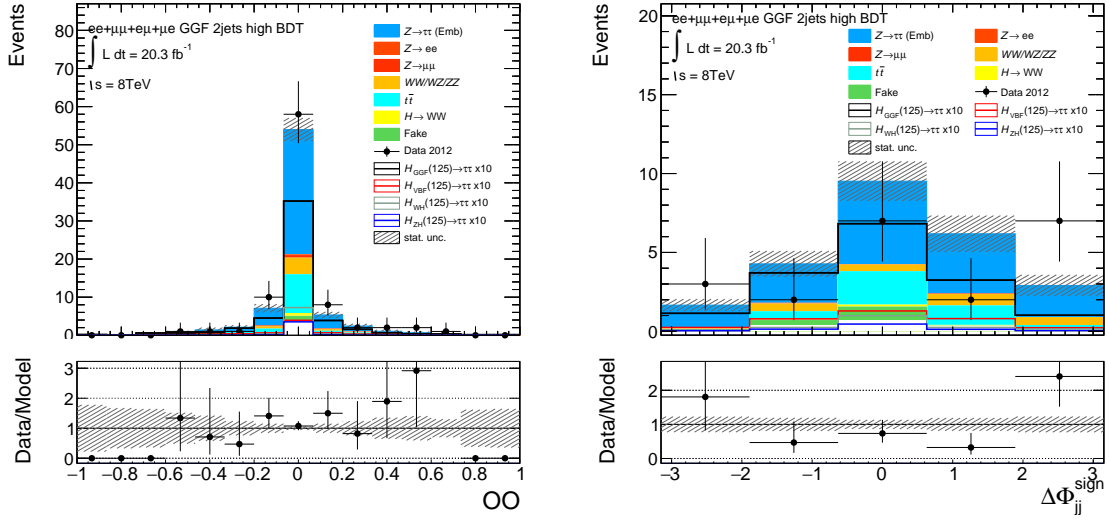 Events
80
70
60
50
40
30
20
10
0
ee+μμ+eμ+μe GGF 2jets high BDT
∫ L dt = 20.3 fb⁻¹
√s = 8TeV
Z→ττ (Emb)
Z→ ee
Z→μμ
WW/WZ/ZZ
tt̄
H→ WW
Fake
Data 2012
H_GGF(125)→ττ x10
H_VBF(125)→ττ x10
H_WH(125)→ττ x10
H_ZH(125)→ττ x10
stat. unc.
Data/Model
3
2
1
0
−1 −0.8 −0.6 −0.4 −0.2 0 0.2 0.4 0.6 0.8 1
OO
Events
20
15
10
5
0
ee+μμ+eμ+μe GGF 2jets high BDT
∫ L dt = 20.3 fb⁻¹
√s = 8TeV
Z→ττ (Emb) Z→ ee
Z→μμ WW/WZ/ZZ
tt̄ H→ WW
Fake Data 2012
H_GGF(125)→ττ x10 H_VBF(125)→ττ x10
H_WH(125)→ττ x10 H_ZH(125)→ττ x10
stat. unc.
Data/Model
2
1
0
−3 −2 −1 0 1 2 3
ΔΦ_jj^sign